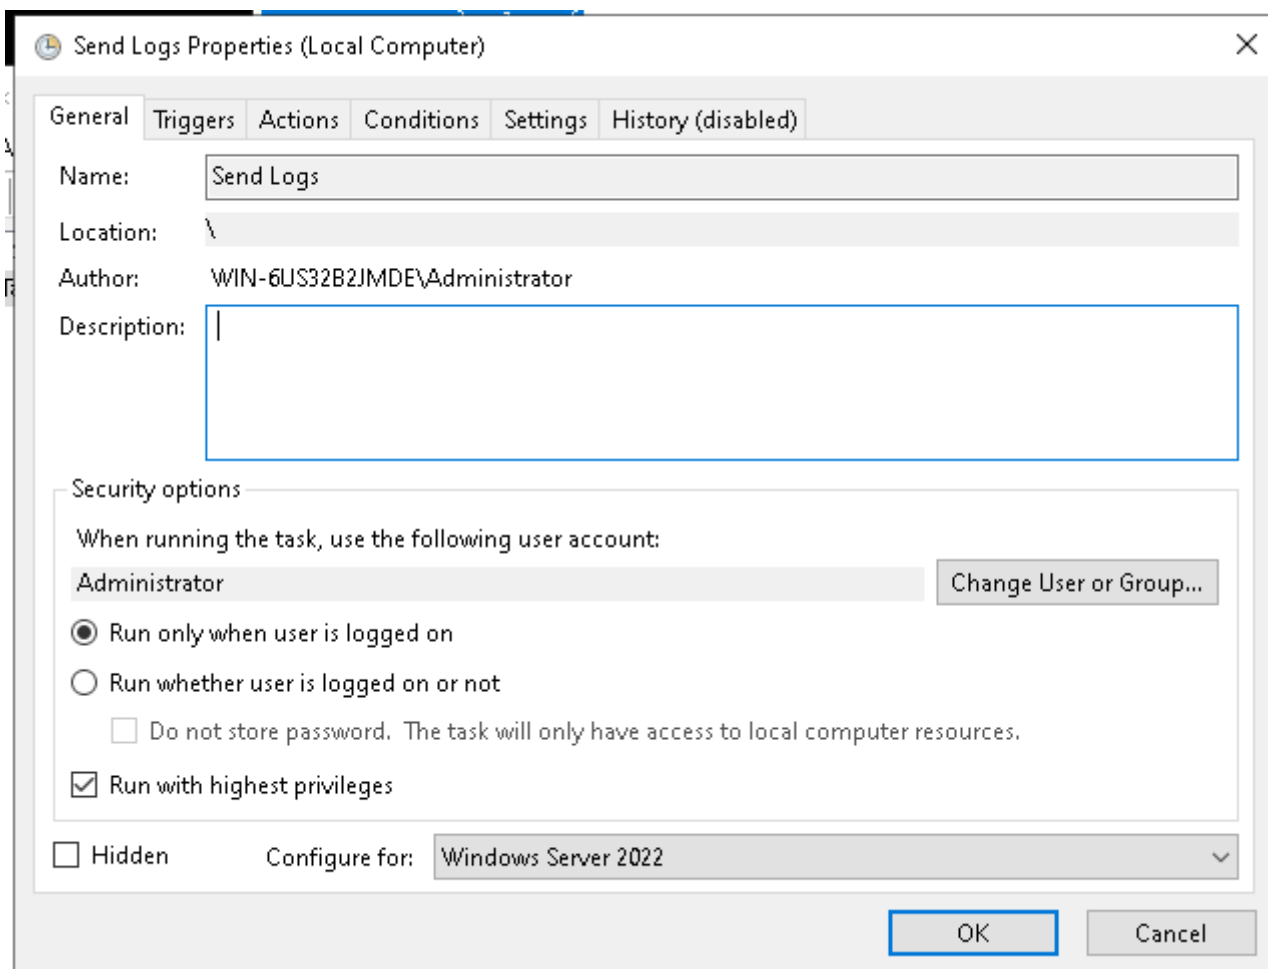 Send Logs Properties (Local Computer)
General Triggers Actions Conditions Settings History (disabled)
Name: Send Logs
Location: \
Author: WIN-6US32B2JMDE\Administrator
Description:
Security options
When running the task, use the following user account:
Administrator Change User or Group...
Run only when user is logged on
Run whether user is logged on or not
Do not store password. The task will only have access to local computer resources.
Run with highest privileges
Hidden Configure for: Windows Server 2022
OK Cancel